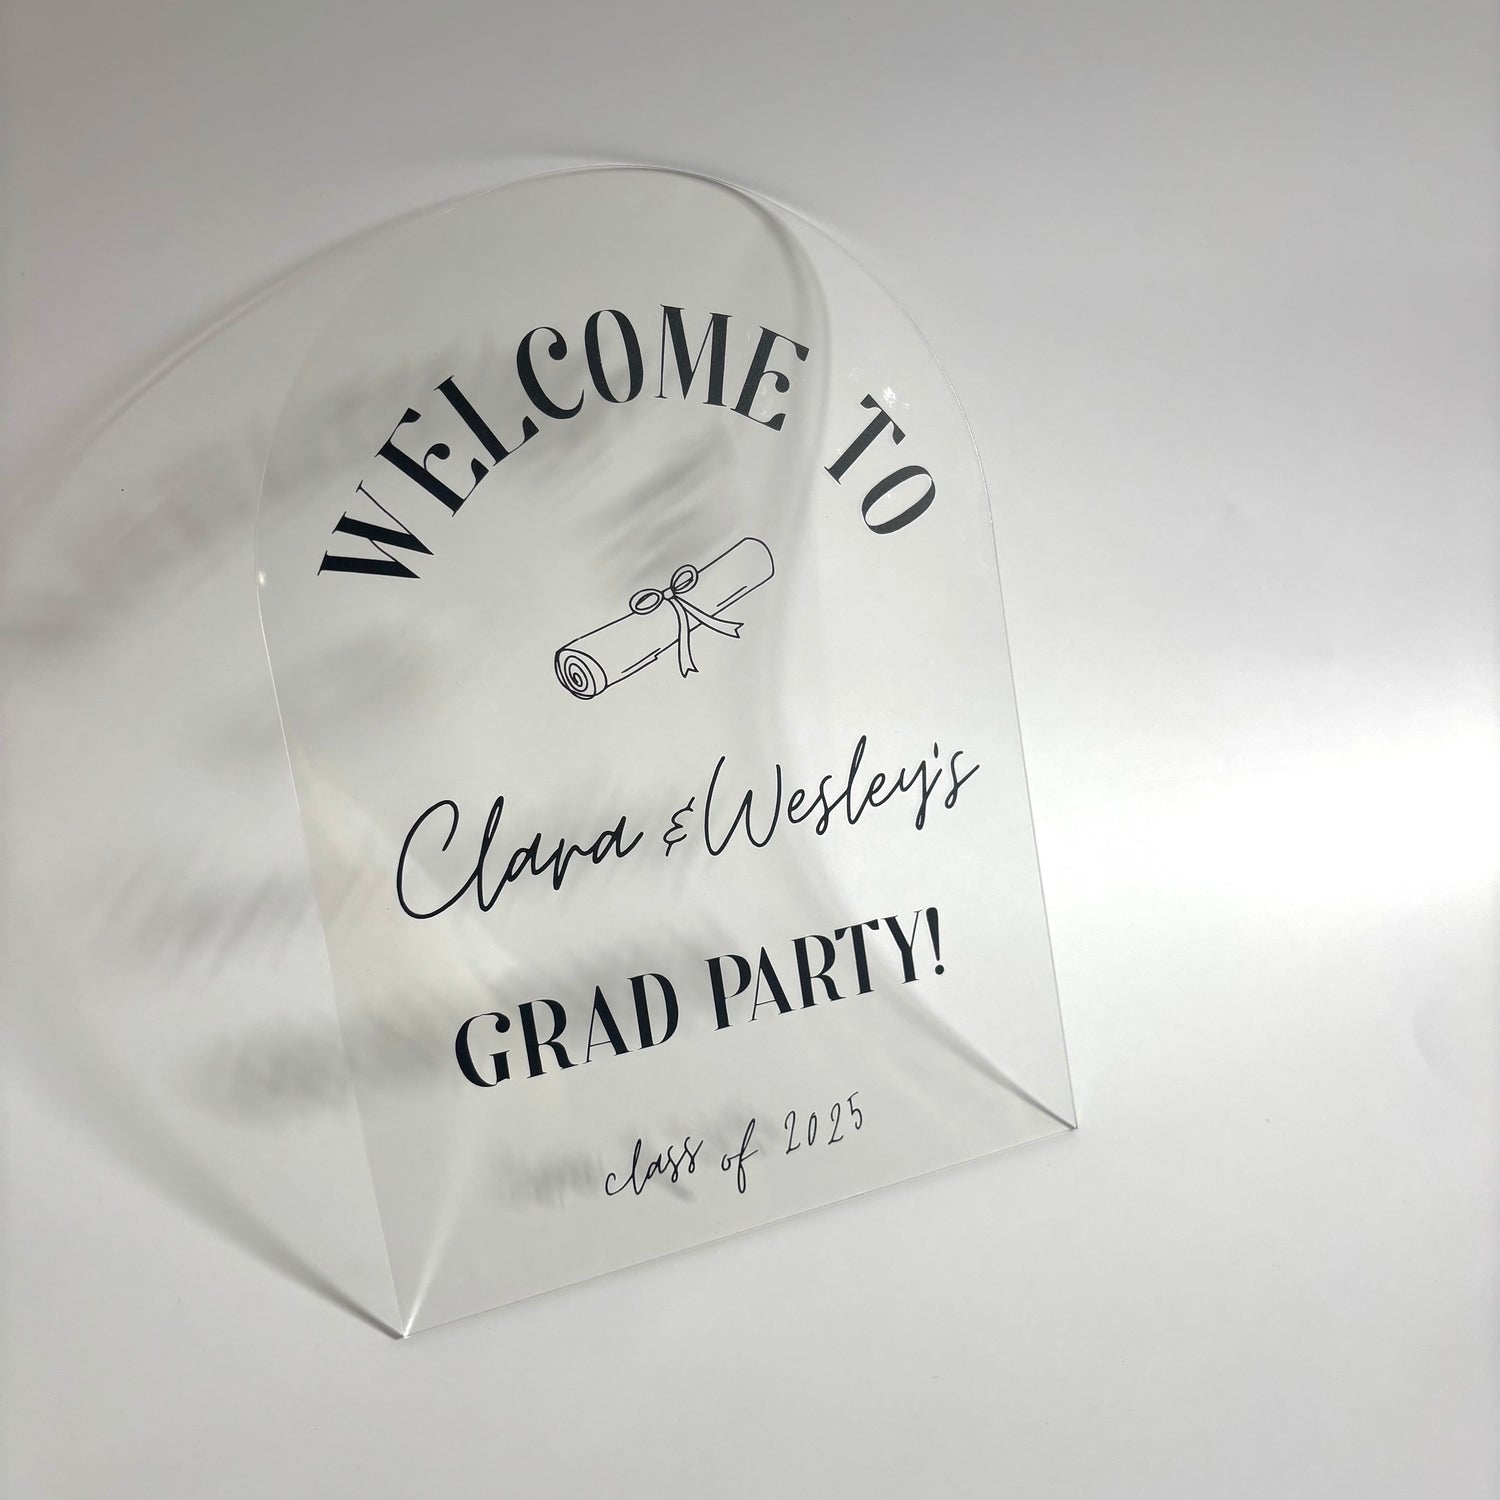 WELCOME TO
Clara & Wesley's
GRAD PARTY!
class of 2025